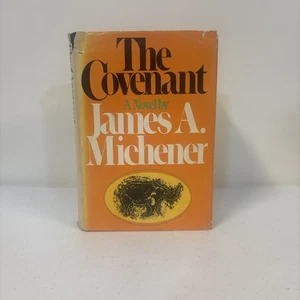 The
Covenant
A Novel by
James A.
Michener